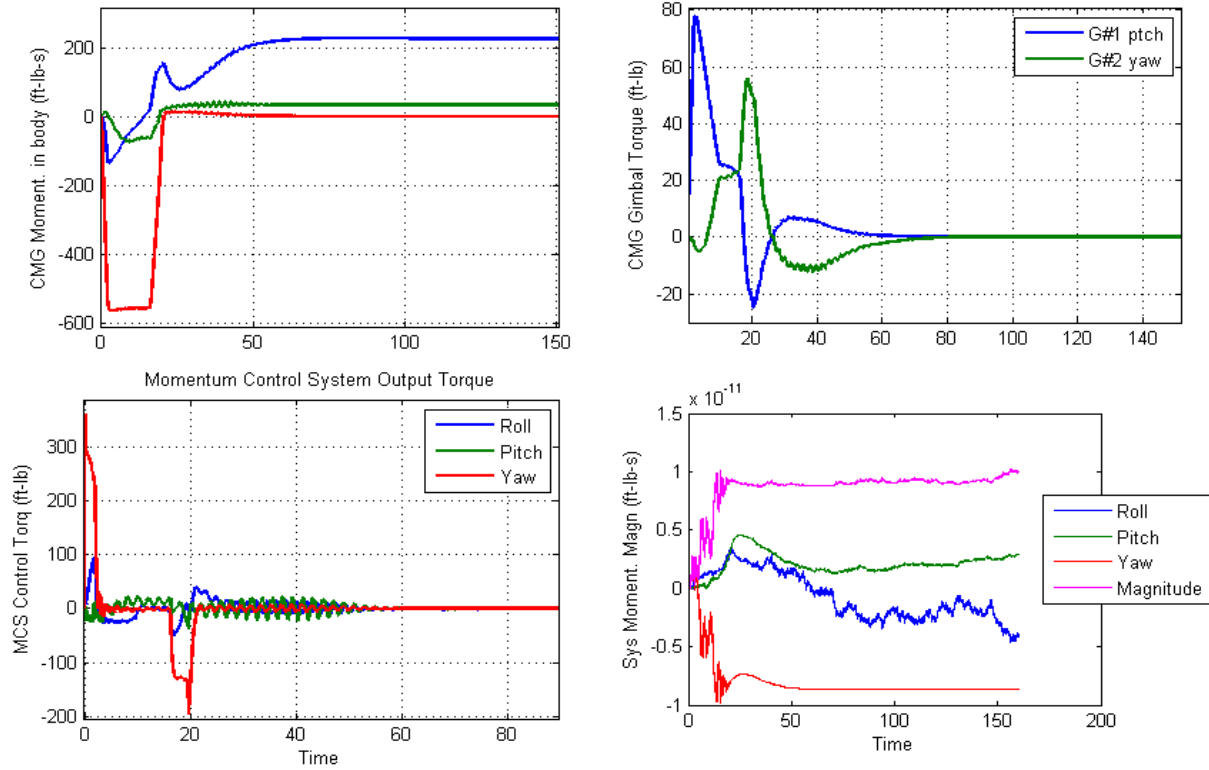 CMG Moment. in body (ft-lb-s)
200
0
-200
-400
-600
0 50 100 150
CMG Gimbal Torque (ft-lb)
80
60
40
20
0
-20
G#1 ptch
G#2 yaw
20 40 60 80 100 120 140
Momentum Control System Output Torque
MCS Control Torq (ft-lb)
300
200
100
0
-100
-200
Roll
Pitch
Yaw
0 20 40 60 80
Time
x 10^-11
Sys Moment. Magn (ft-lb-s)
1.5
1
0.5
0
-0.5
-1
Roll
Pitch
Yaw
Magnitude
0 50 100 150 200
Time